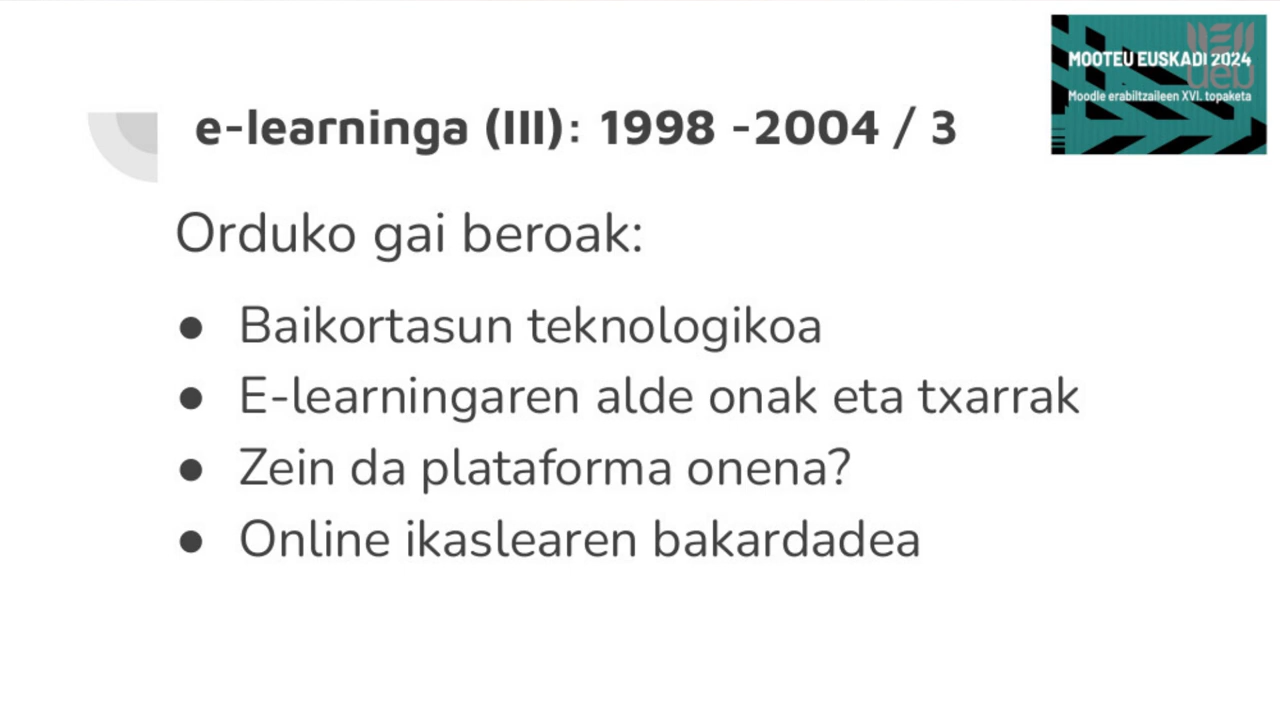 MOOTEU EUSKADI 2024
Moodle erabiltzaileen XVI. topaketa
ueu
e-learninga (III): 1998 -2004 / 3
Orduko gai beroak:
● Baikortasun teknologikoa
● E-learningaren alde onak eta txarrak
● Zein da plataforma onena?
● Online ikaslearen bakardadea